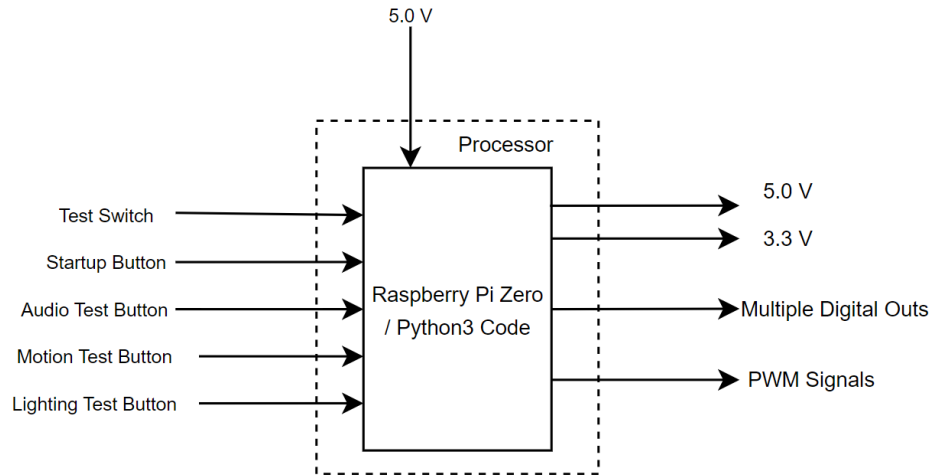 5.0 V
Processor
Test Switch
Startup Button
Audio Test Button
Motion Test Button
Lighting Test Button
Raspberry Pi Zero
/ Python3 Code
5.0 V
3.3 V
Multiple Digital Outs
PWM Signals